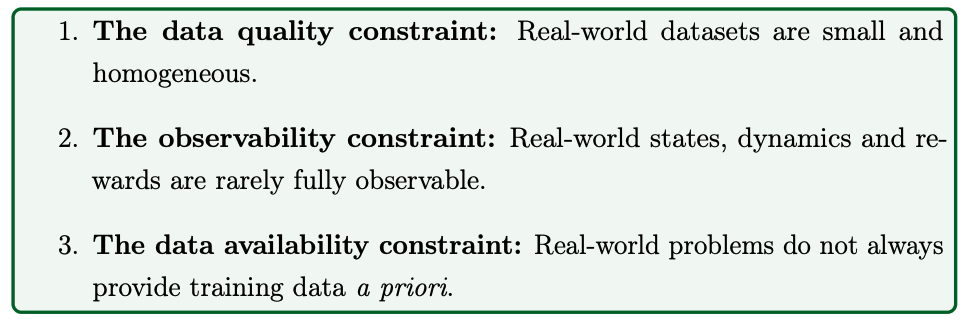 1. The data quality constraint: Real-world datasets are small and
homogeneous.
2. The observability constraint: Real-world states, dynamics and re-
wards are rarely fully observable.
3. The data availability constraint: Real-world problems do not always
provide training data a priori.